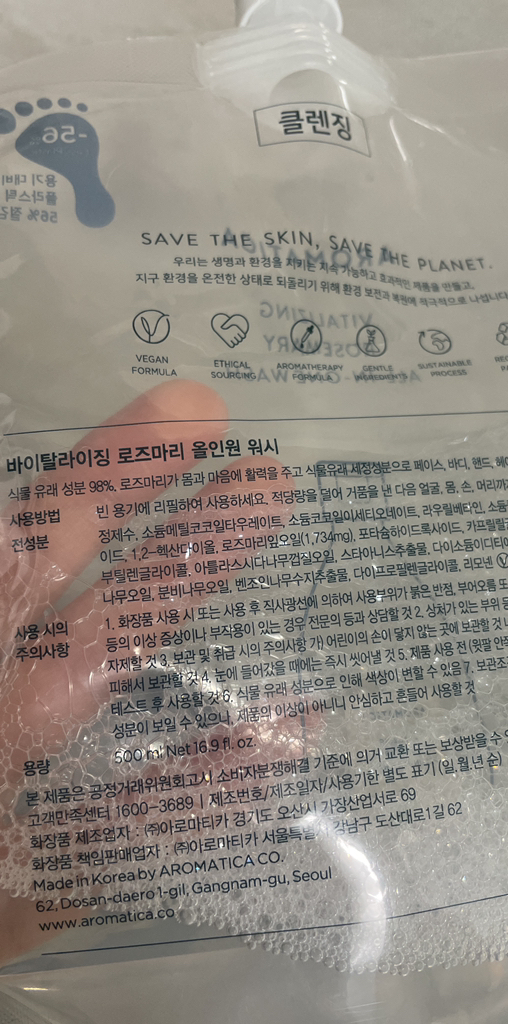 클렌징
-56
용기 대비
플라스틱
56% 절감
SAVE THE SKIN, SAVE THE PLANET.
우리는 생명과 환경을 지키는 지속 가능하고 효과적인 제품을 만들고,
지구 환경을 온전한 상태로 되돌리기 위해 환경 보전과 복원에 적극적으로 나섭니다
AROMATICA
VITALIZING
ROSEMARY
VEGAN FORMULA
ETHICAL SOURCING
AROMATHERAPY FORMULA
GENTLE INGREDIENTS
SUSTAINABLE PROCESS
바이탈라이징 로즈마리 올인원 워시
식물 유래 성분 98%, 로즈마리가 몸과 마음에 활력을 주고 식물유래 세정성분으로 페이스, 바디, 핸드,
사용방법 빈 용기에 리필하여 사용하세요. 적당량을 덜어 거품을 낸 다음 얼굴, 몸, 손, 머리까
전성분 정제수, 소듐메틸코코일타우레이트, 소듐코코일이세티오네이트, 라우릴베타인, 소듐
이드, 1,2-헥산다이올, 로즈마리잎오일(1,734mg), 포타슘하이드록사이드, 카프릴릴
부틸렌글라이콜, 아틀라스시다나무껍질오일, 스타아니스추출물, 다이소듐이디티에
나무오일, 분비나무오일, 벤조인나무수지추출물, 다이프로필렌글라이콜, 리모넨
사용 시의 주의사항 1. 화장품 사용 시 또는 사용 후 직사광선에 의하여 사용부위가 붉은 반점, 부어오름 또
등의 이상 증상이나 부작용이 있는 경우 전문의 등과 상담할 것 2. 상처가 있는 부위 등
자제할 것 3. 보관 및 취급 시의 주의사항 가) 어린이의 손이 닿지 않는 곳에 보관할 것
피해서 보관할 것 4. 눈에 들어갔을 때에는 즉시 씻어낼 것 5. 제품 사용 전 (윗팔 안쪽
테스트 후 사용할 것 6. 식물 유래 성분으로 인해 색상이 변할 수 있음 7. 보관조
성분이 보일 수 있으나, 제품의 이상이 아니니 안심하고 흔들어 사용할 것
용량 500 ml Net 16.9 fl. oz.
본 제품은 공정거래위원회고시 소비자분쟁해결 기준에 의거 교환 또는 보상받을 수
고객만족센터 1600-3689 | 제조번호/제조일자/사용기한 별도 표기 (일,월,년 순)
화장품 제조업자 : ㈜아로마티카 경기도 오산시 가장산업서로 69
화장품 책임판매업자 : ㈜아로마티카 서울특별시 강남구 도산대로1길 62
Made in Korea by AROMATICA CO.
62, Dosan-daero 1-gil, Gangnam-gu, Seoul
www.aromatica.co